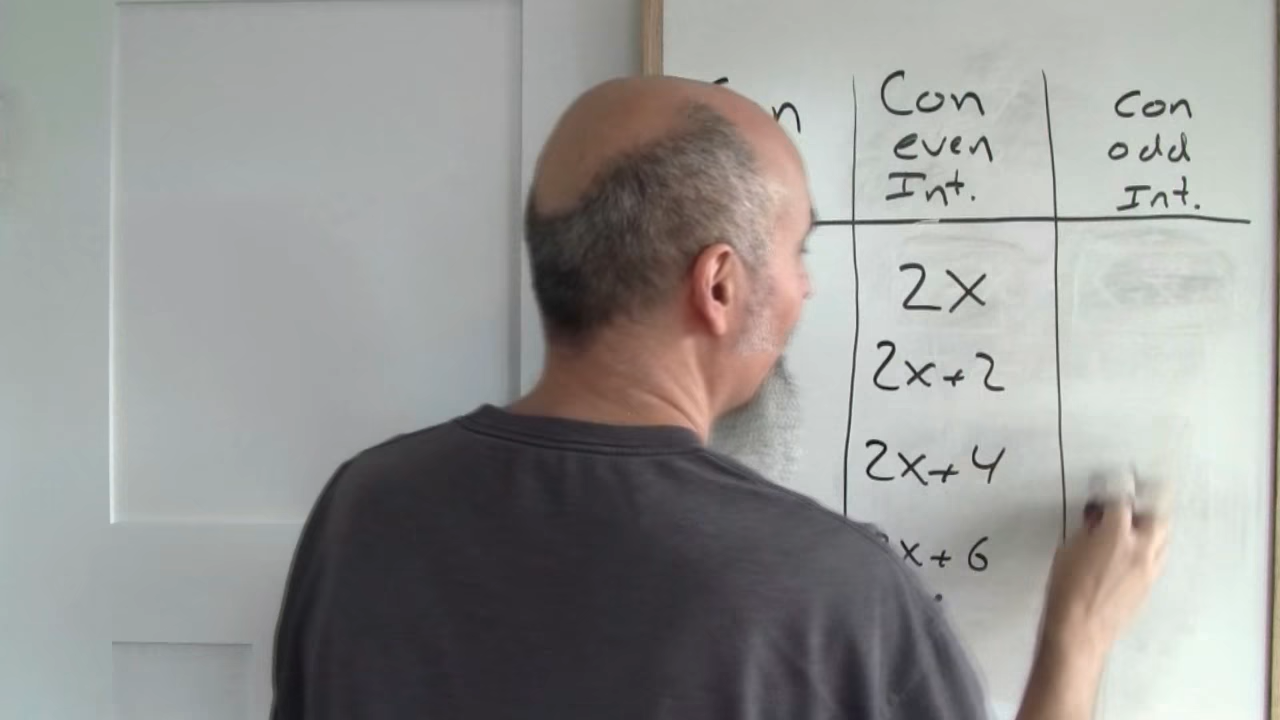 Con
even
Int.
2x
2x+2
2x+4
x+6
Con
odd
Int.